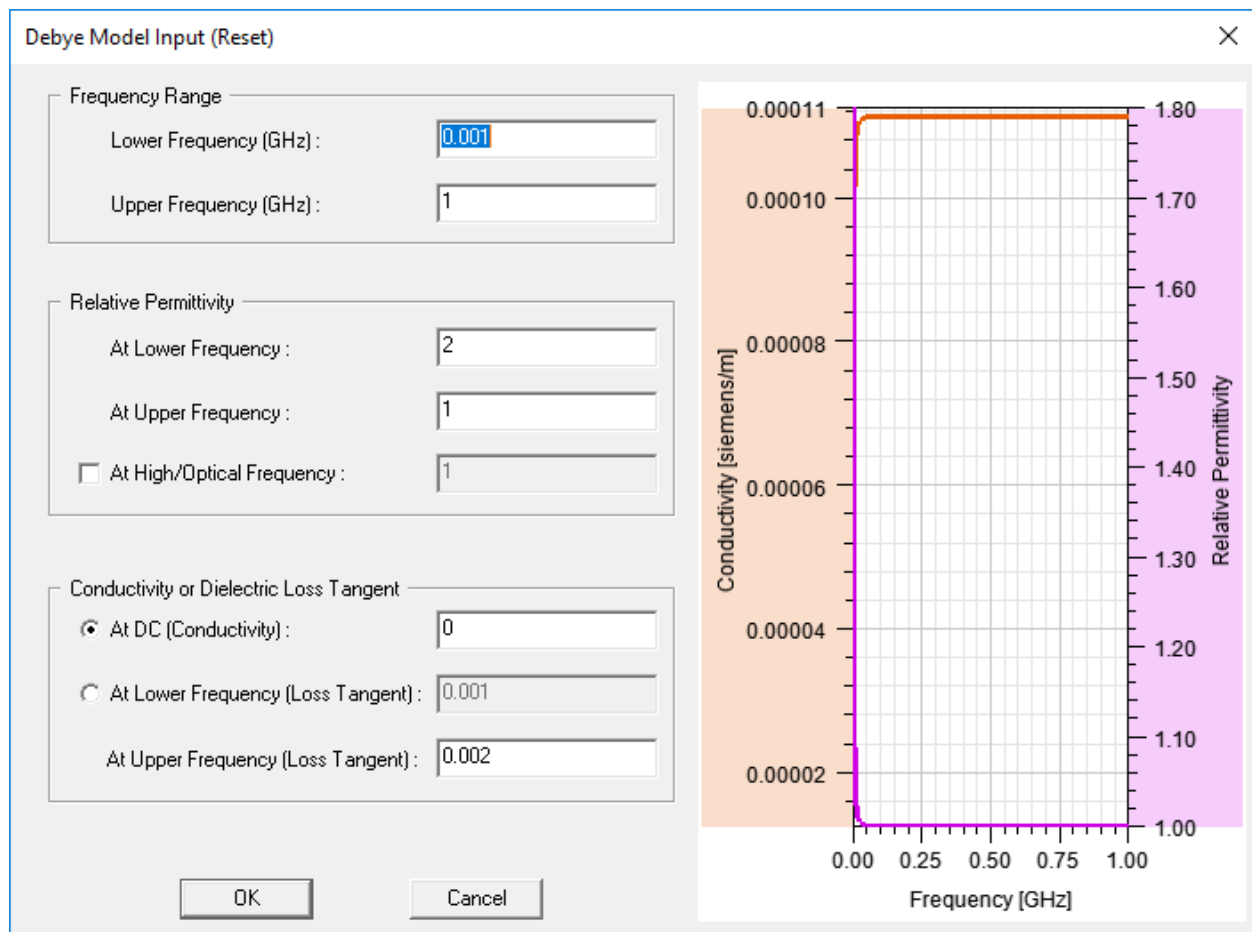 Debye Model Input (Reset)
Frequency Range
Lower Frequency (GHz) :
0.001
Upper Frequency (GHz) :
1
Relative Permittivity
At Lower Frequency :
2
At Upper Frequency :
1
At High/Optical Frequency :
1
Conductivity or Dielectric Loss Tangent
At DC (Conductivity) :
0
At Lower Frequency (Loss Tangent) :
0.001
At Upper Frequency (Loss Tangent) :
0.002
OK
Cancel
Conductivity [siemens/m]
0.00011
0.00010
0.00008
0.00006
0.00004
0.00002
1.80
1.70
1.60
1.50
1.40
1.30
1.20
1.10
1.00
Relative Permittivity
0.00 0.25 0.50 0.75 1.00
Frequency [GHz]